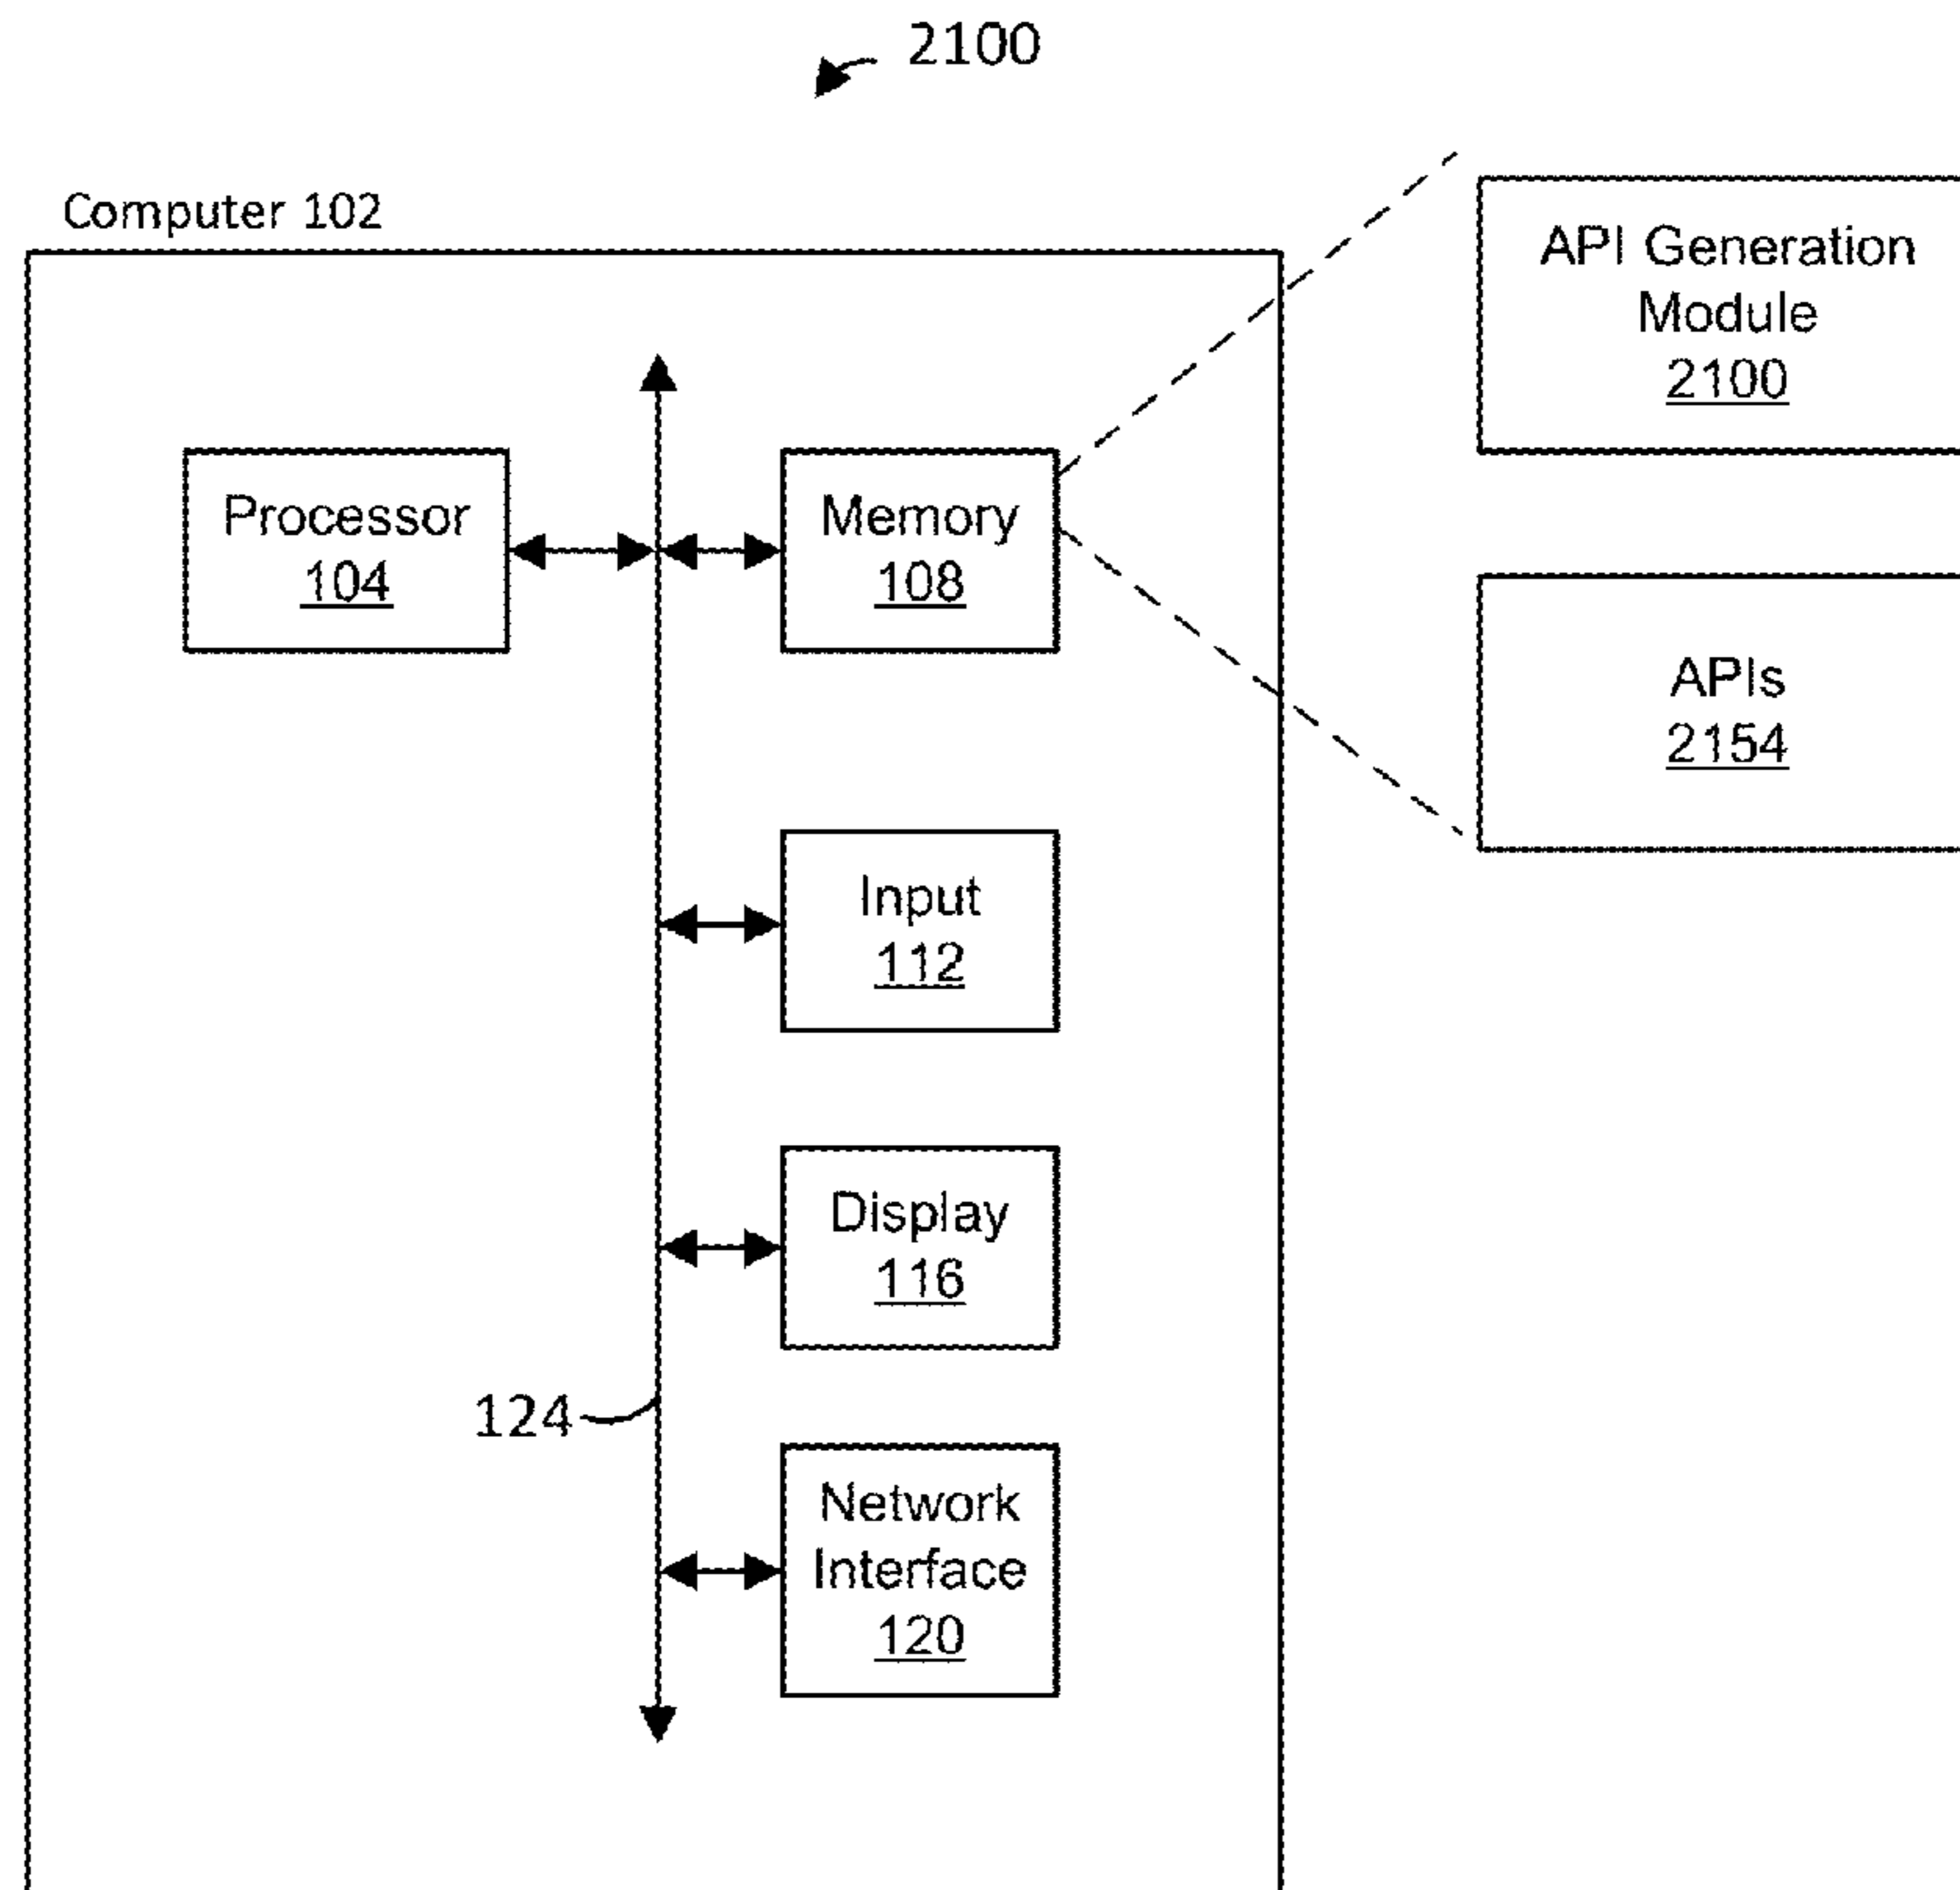 2100
Computer 102
API Generation
Module
2100
Processor
104
Memory
108
APIs
2154
Input
112
Display
116
124
Network
Interface
120